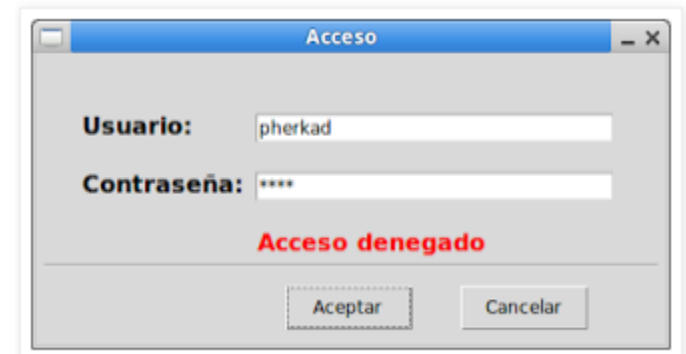 Acceso
Usuario: pherkad
Contraseña: ****
Acceso denegado
Aceptar Cancelar